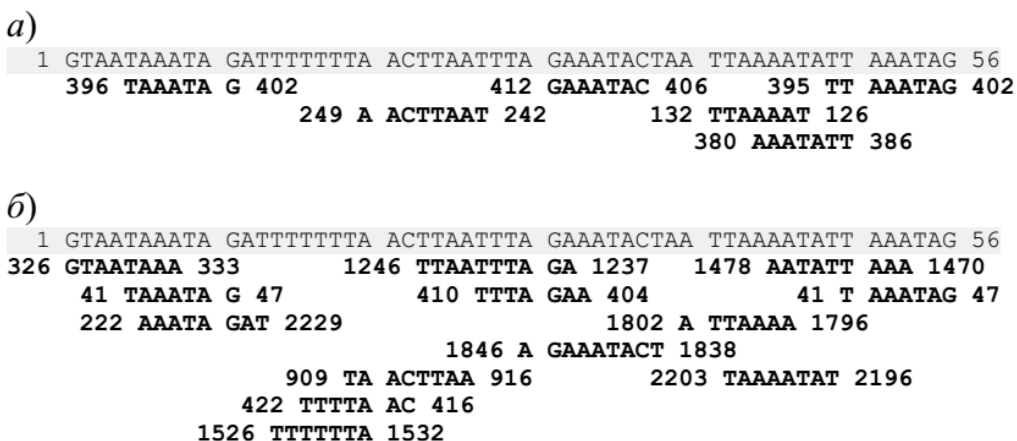 а)
1 GTAATAAATA GATTTTTTTA ACTTAATTTA GAAATACTAA TTAAAATATT AAATAG 56
396 TAAATA G 402 412 GAAATAC 406 395 TT AAATAG 402
249 A ACTTAAT 242 132 TTAAAAT 126
380 AAATATT 386
б)
1 GTAATAAATA GATTTTTTTA ACTTAATTTA GAAATACTAA TTAAAATATT AAATAG 56
326 GTAATAAA 333 1246 TTAATTTA GA 1237 1478 AATATT AAA 1470
41 TAAATA G 47 410 TTTA GAA 404 41 T AAATAG 47
222 AAATA GAT 2229 1802 A TTAAAA 1796
1846 A GAAATACT 1838
909 TA ACTTAA 916 2203 TAAAATAT 2196
422 TTTTA AC 416
1526 TTTTTTA 1532